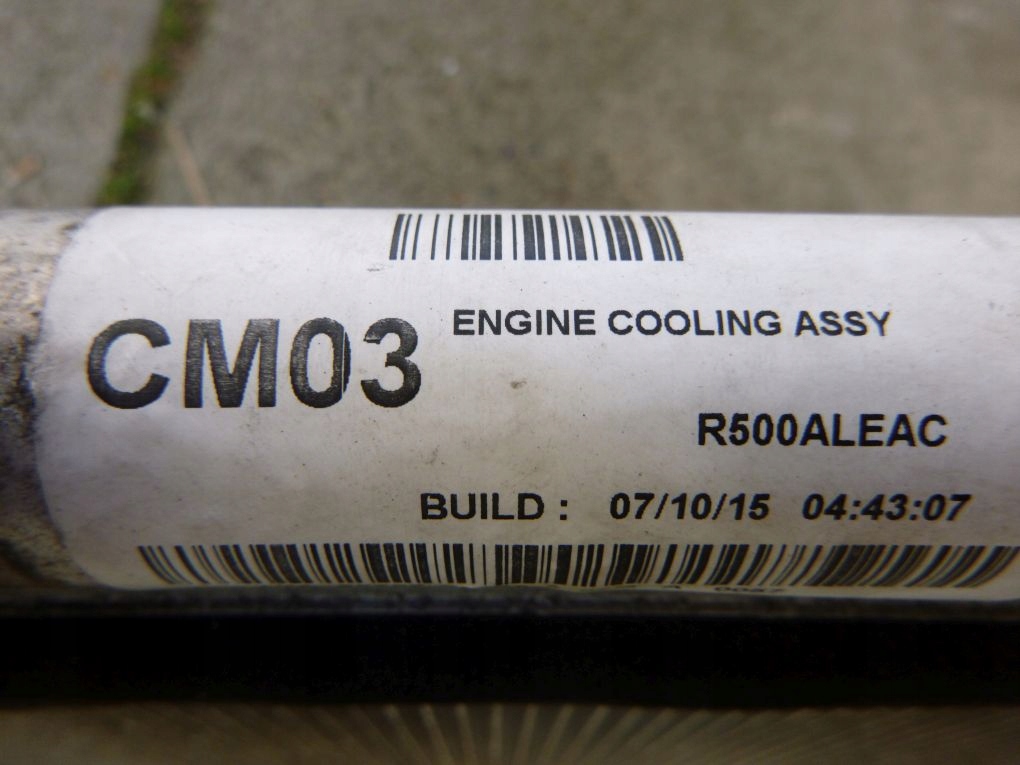 CM03
ENGINE COOLING ASSY
R500ALEAC
BUILD : 07/10/15 04:43:07